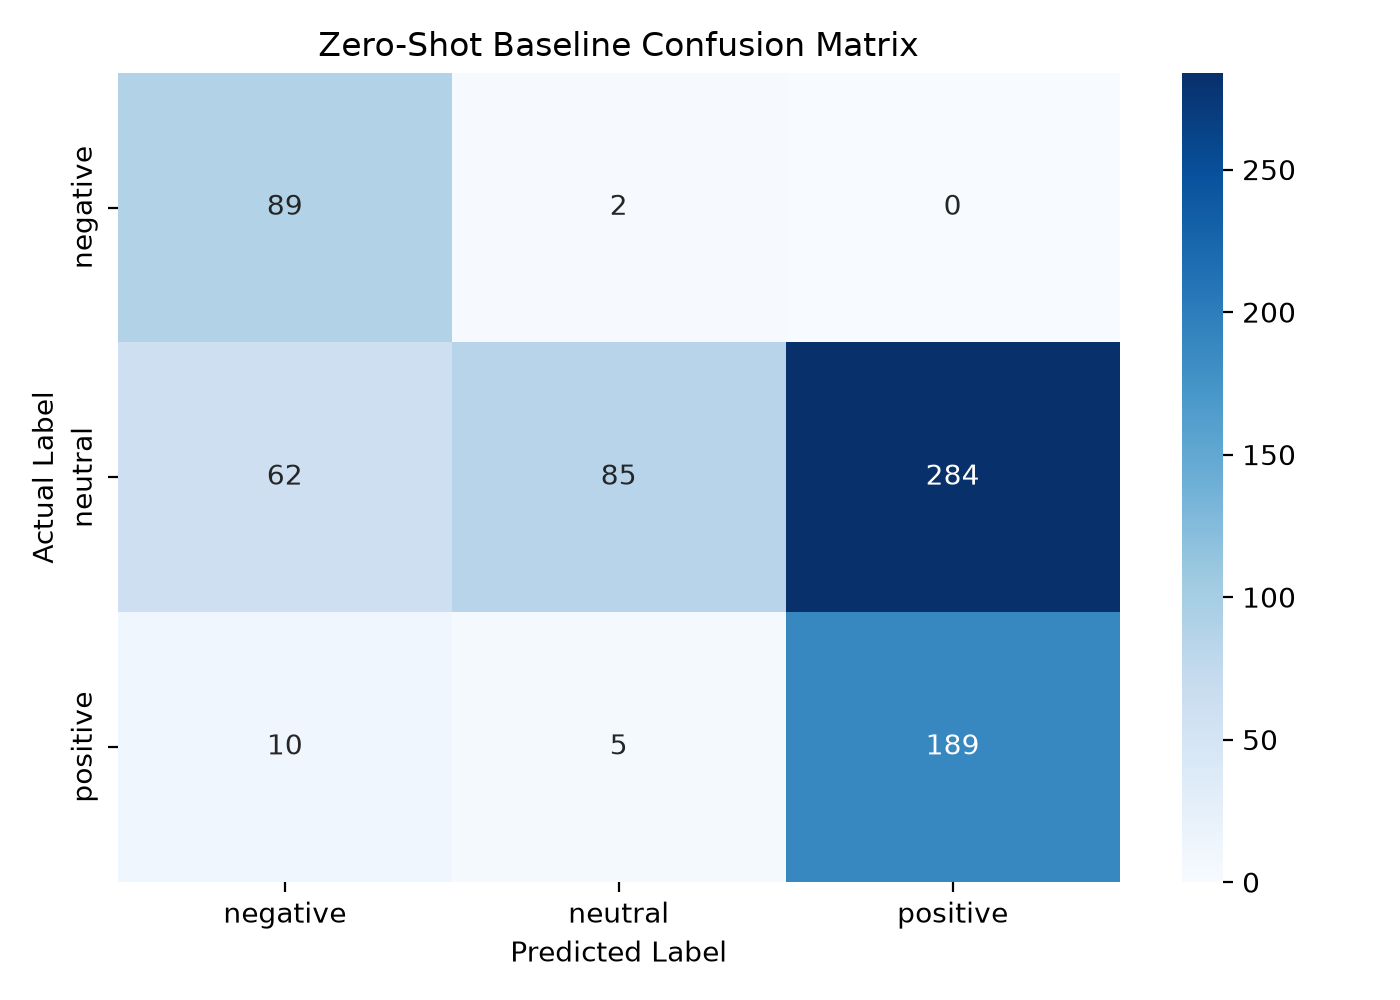 Zero-Shot Baseline Confusion Matrix
Actual Label
negative
89 2 0
neutral
62 85 284
positive
10 5 189
negative neutral positive
Predicted Label
250
200
150
100
50
0